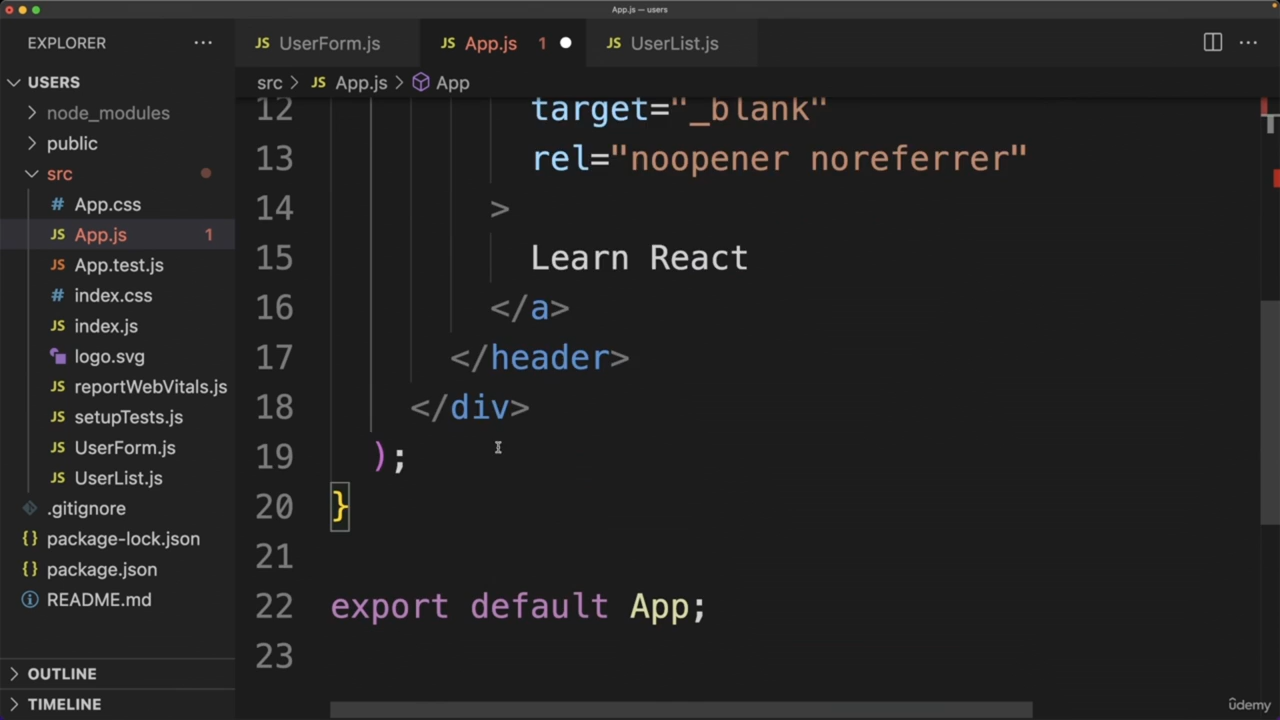 App.js — users
EXPLORER
USERS
node_modules
public
src
# App.css
JS App.js 1
JS App.test.js
# index.css
JS index.js
logo.svg
JS reportWebVitals.js
JS setupTests.js
JS UserForm.js
JS UserList.js
.gitignore
{} package-lock.json
{} package.json
README.md
OUTLINE
TIMELINE
JS UserForm.js
JS App.js 1
JS UserList.js
src > JS App.js > App
12 target="_blank"
13 rel="noopener noreferrer"
14 >
15 Learn React
16 </a>
17 </header>
18 </div>
19 );
20 }
21
22 export default App;
23
ûdemy